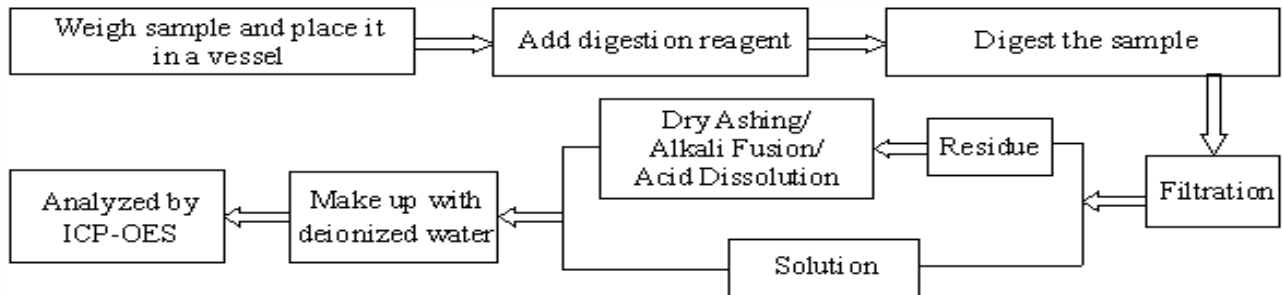 Weigh sample and place it
in a vessel
Add digestion reagent
Digest the sample
Filtration
Residue
Dry Ashing/
Alkali Fusion/
Acid Dissolution
Solution
Make up with
deionized water
Analyzed by
ICP-OES